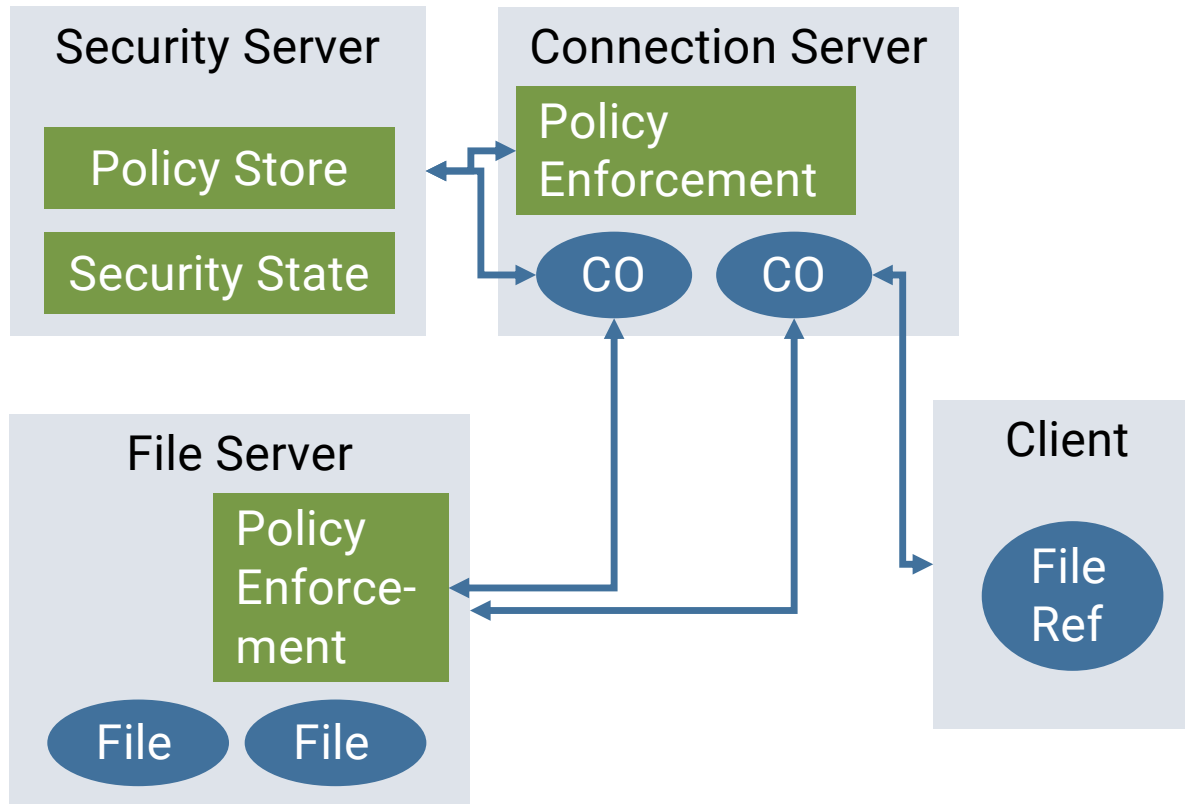 Security Server
Policy Store
Security State
Connection Server
Policy
Enforcement
CO
CO
File Server
Policy
Enforce-
ment
File
File
Client
File
Ref